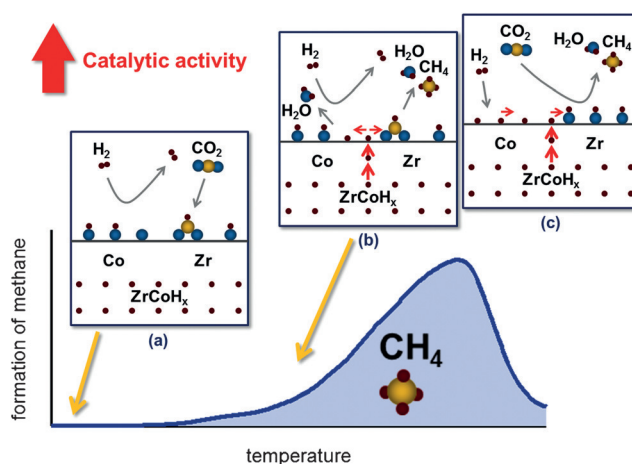 Catalytic activity
H2
CO2
Co
Zr
ZrCoHx
(a)
H2
H2O
CH4
H2O
Co
Zr
ZrCoHx
(b)
H2
CO2
H2O
CH4
Co
Zr
ZrCoHx
(c)
CH4
formation of methane
temperature